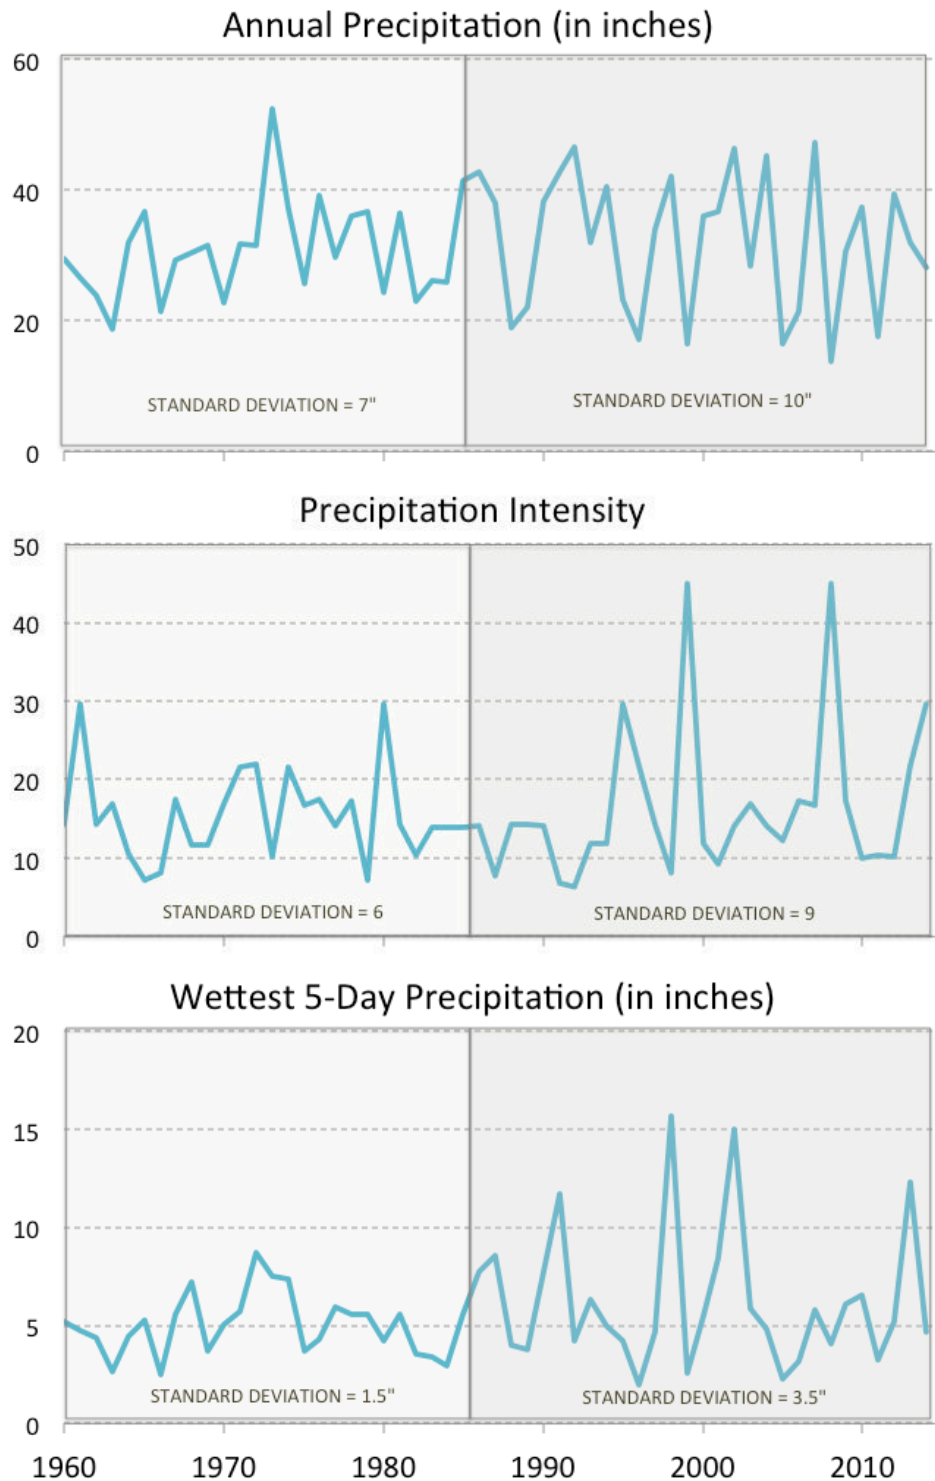 Annual Precipitation (in inches)
60
40
20
0
STANDARD DEVIATION = 7"
STANDARD DEVIATION = 10"
Precipitation Intensity
50
40
30
20
10
0
STANDARD DEVIATION = 6
STANDARD DEVIATION = 9
Wettest 5-Day Precipitation (in inches)
20
15
10
5
0
STANDARD DEVIATION = 1.5"
STANDARD DEVIATION = 3.5"
1960 1970 1980 1990 2000 2010